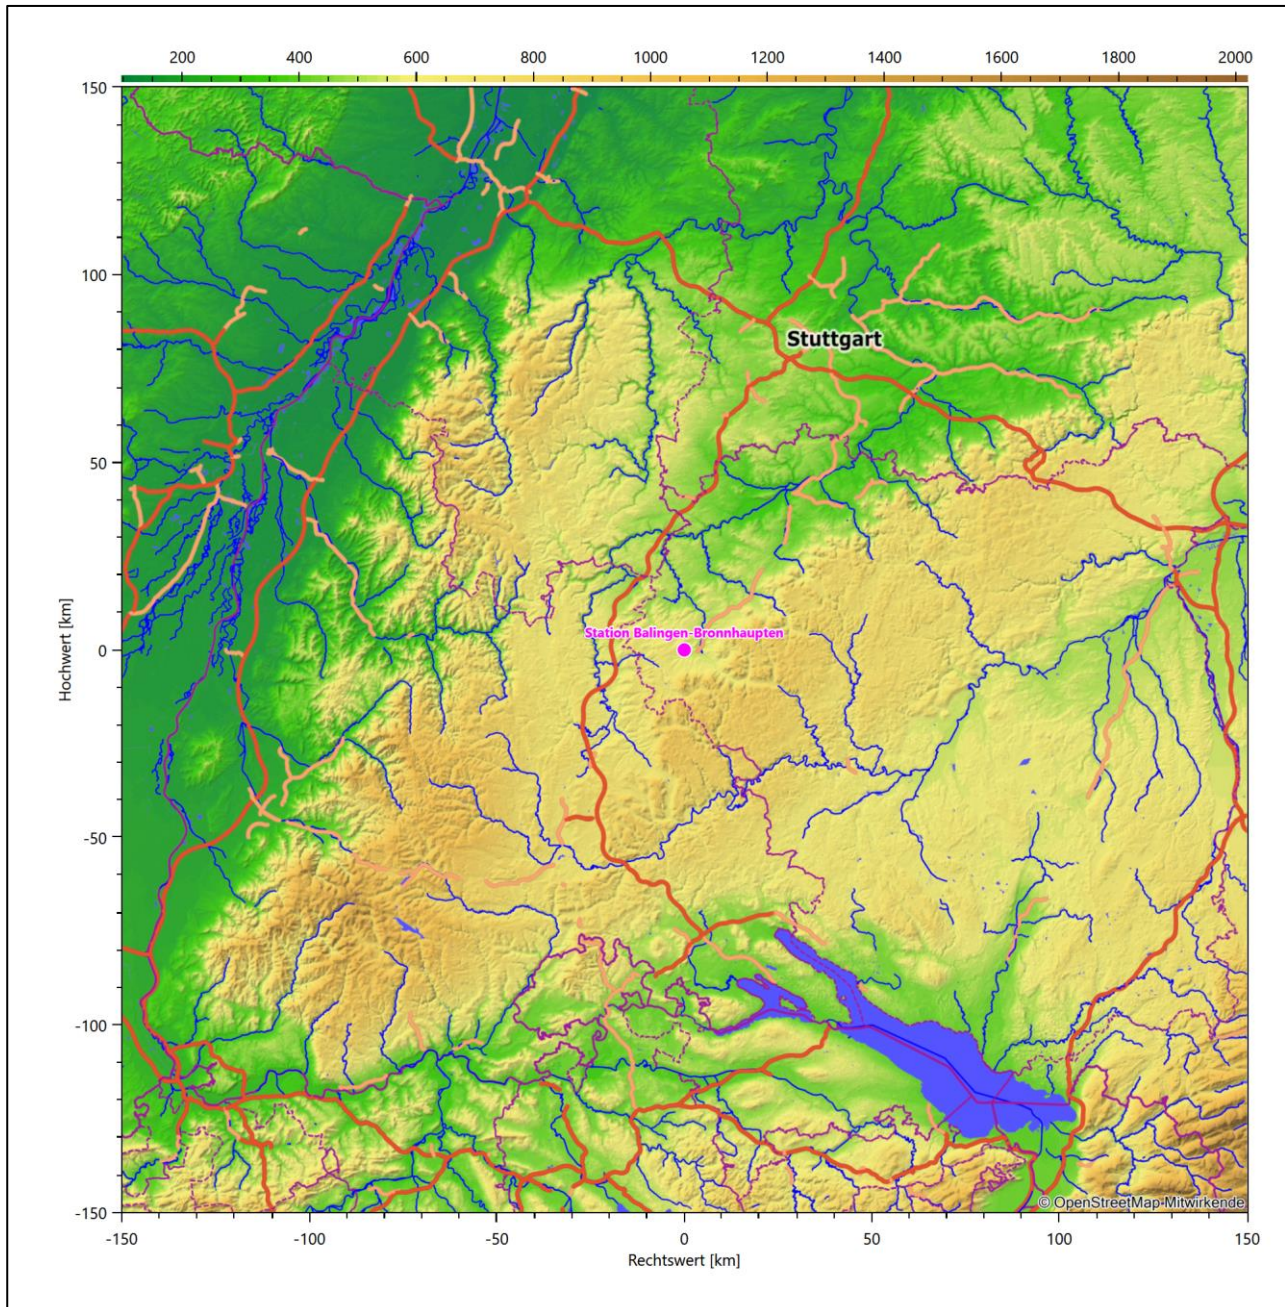 200 400 600 800 1000 1200 1400 1600 1800 2000
150
100
Stuttgart
50
Station Balingen-Bronnhaupten
0
Hochwert [km]
-50
-100
-150
© OpenStreetMap-Mitwirkende
-150 -100 -50 0 50 100 150
Rechtswert [km]